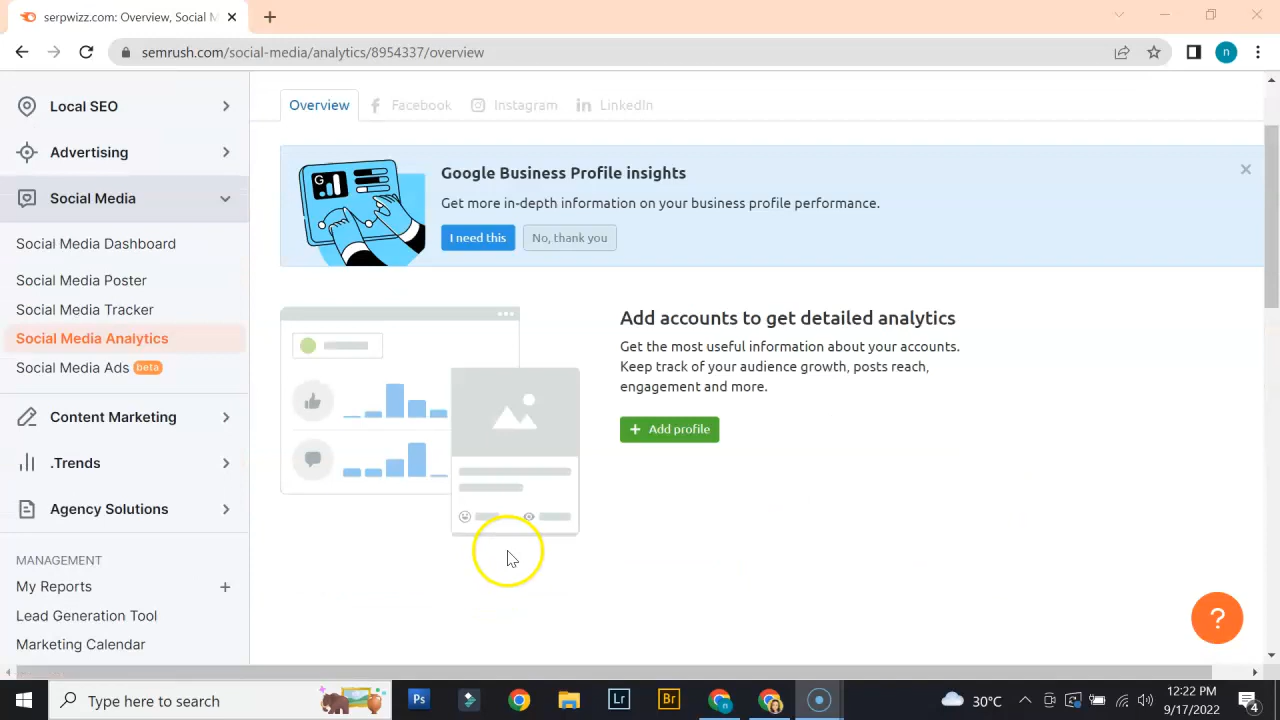 serpwizz.com: Overview, Social M
semrush.com/social-media/analytics/8954337/overview
n
Local SEO
Advertising
Social Media
Social Media Dashboard
Social Media Poster
Social Media Tracker
Social Media Analytics
Social Media Ads beta
Content Marketing
.Trends
Agency Solutions
MANAGEMENT
My Reports
Lead Generation Tool
Marketing Calendar
Overview
Facebook
Instagram
LinkedIn
G
Google Business Profile insights
Get more in-depth information on your business profile performance.
I need this
No, thank you
Add accounts to get detailed analytics
Get the most useful information about your accounts.
Keep track of your audience growth, posts reach,
engagement and more.
+ Add profile
?
Type here to search
Ps
Lr
Br
n
30°C
12:22 PM
9/17/2022
4